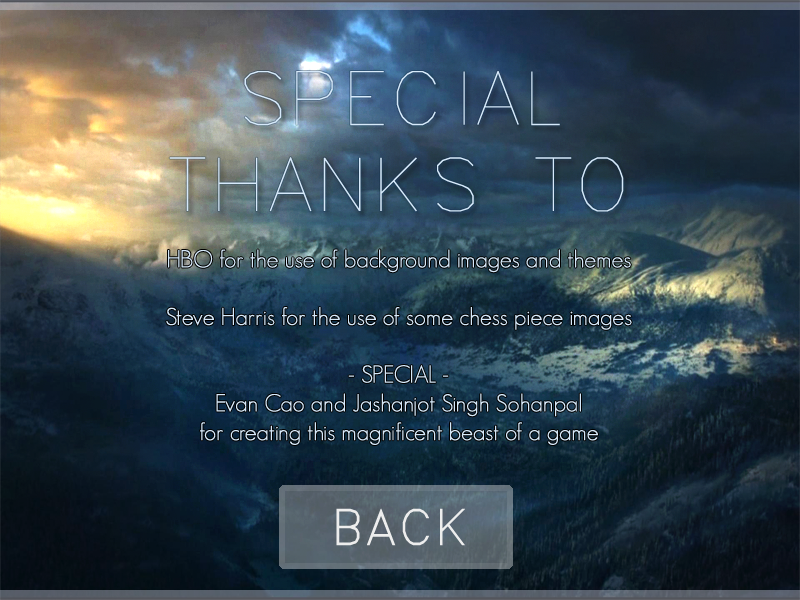 SPECIAL
THANKS TO
HBO for the use of background images and themes
Steve Harris for the use of some chess piece images
- SPECIAL -
Evan Cao and Jashanjot Singh Sohanpal
for creating this magnificent beast of a game
BACK